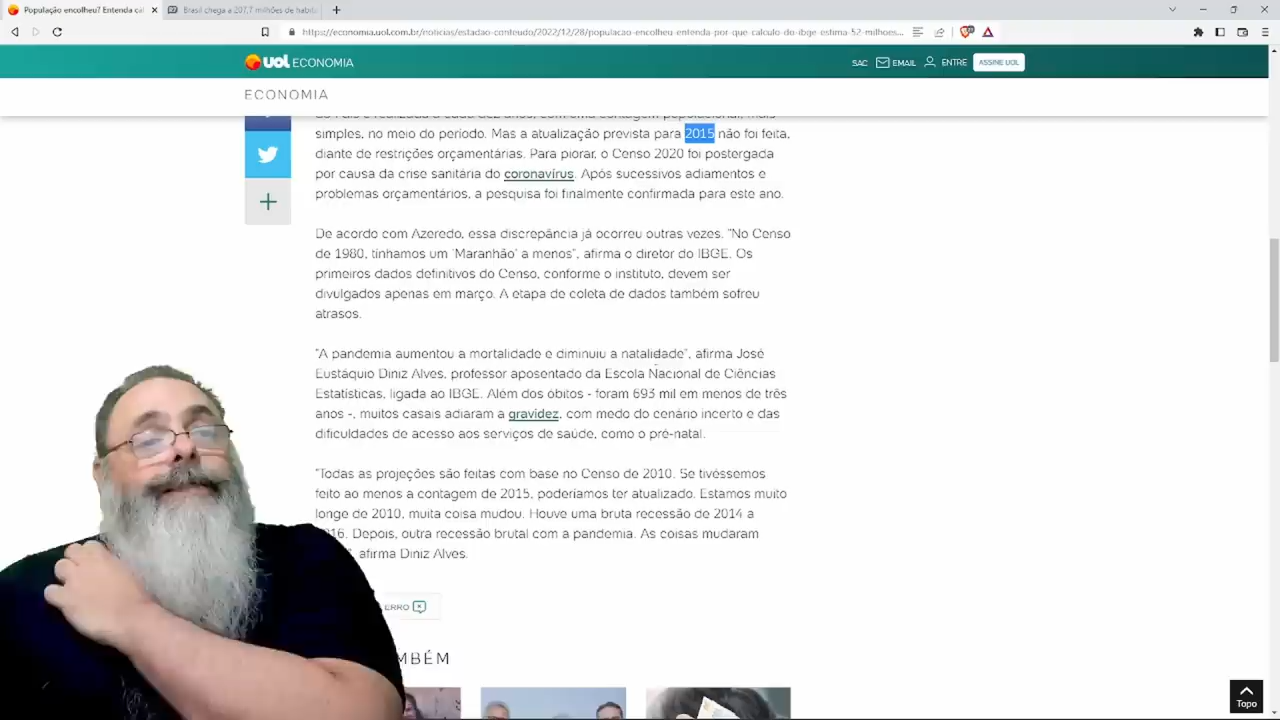 População encolheu? Entenda cal
Brasil chega a 207,7 milhões de habita
https://economia.uol.com.br/noticias/estadao-conteudo/2022/12/28/populacao-encolheu-entenda-por-que-calculo-do-ibge-estima-52-milhoes...
UOL ECONOMIA
SAC EMAIL ENTRE ASSINE UOL
ECONOMIA
simples, no meio do período. Mas a atualização prevista para 2015 não foi feita,
diante de restrições orçamentárias. Para piorar, o Censo 2020 foi postergada
por causa da crise sanitária do coronavírus. Após sucessivos adiamentos e
problemas orçamentários, a pesquisa foi finalmente confirmada para este ano.
De acordo com Azeredo, essa discrepância já ocorreu outras vezes. "No Censo
de 1980, tínhamos um 'Maranhão' a menos", afirma o diretor do IBGE. Os
primeiros dados definitivos do Censo, conforme o instituto, devem ser
divulgados apenas em março. A etapa de coleta de dados também sofreu
atrasos.
"A pandemia aumentou a mortalidade e diminuiu a natalidade", afirma José
Eustáquio Diniz Alves, professor aposentado da Escola Nacional de Ciências
Estatísticas, ligada ao IBGE. Além dos óbitos - foram 693 mil em menos de três
anos -, muitos casais adiaram a gravidez, com medo do cenário incerto e das
dificuldades de acesso aos serviços de saúde, como o pré-natal.
"Todas as projeções são feitas com base no Censo de 2010. Se tivéssemos
feito ao menos a contagem de 2015, poderíamos ter atualizado. Estamos muito
longe de 2010, muita coisa mudou. Houve uma bruta recessão de 2014 a
2016. Depois, outra recessão brutal com a pandemia. As coisas mudaram
, afirma Diniz Alves.
ERRO
MBÉM
Topo